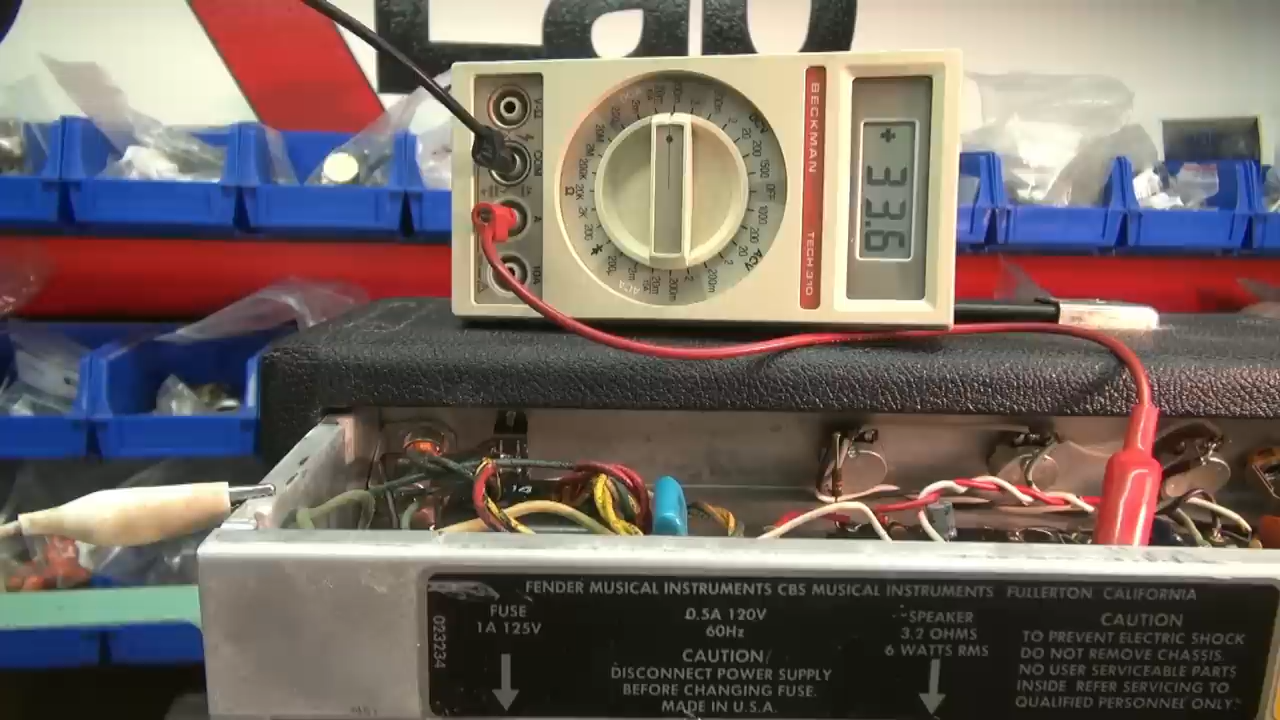 Lab
BECKMAN TECH 310
+33.6
V-Ω
COM
A
10A
OFF
ACV
ACA
Ω
FENDER MUSICAL INSTRUMENTS CBS MUSICAL INSTRUMENTS FULLERTON CALIFORNIA
023234
FUSE
1A 125V
0.5A 120V
60Hz
CAUTION
DISCONNECT POWER SUPPLY
BEFORE CHANGING FUSE.
MADE IN U.S.A.
SPEAKER
3.2 OHMS
6 WATTS RMS
CAUTION
TO PREVENT ELECTRIC SHOCK
DO NOT REMOVE CHASSIS.
NO USER SERVICEABLE PARTS
INSIDE REFER SERVICING TO
QUALIFIED PERSONNEL ONLY.